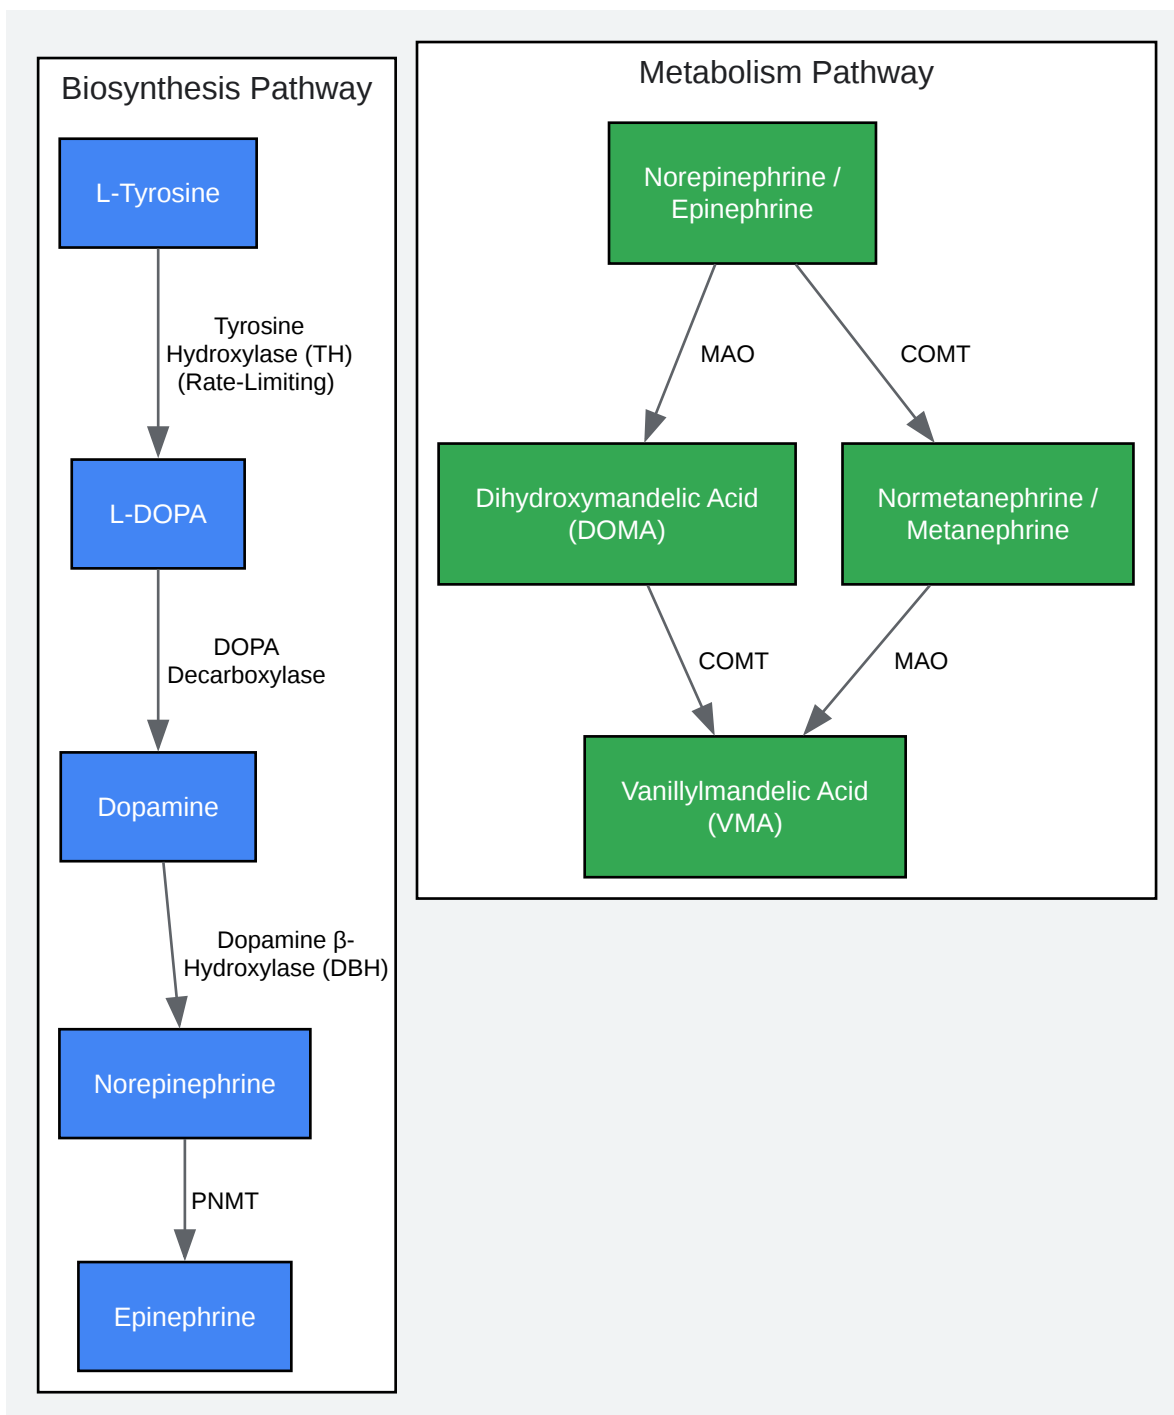 Biosynthesis Pathway
L-Tyrosine
Tyrosine
Hydroxylase (TH)
(Rate-Limiting)
L-DOPA
DOPA
Decarboxylase
Dopamine
Dopamine β-
Hydroxylase (DBH)
Norepinephrine
PNMT
Epinephrine
Metabolism Pathway
Norepinephrine /
Epinephrine
MAO
COMT
Dihydroxymandelic Acid
(DOMA)
Normetanephrine /
Metanephrine
COMT
MAO
Vanillylmandelic Acid
(VMA)